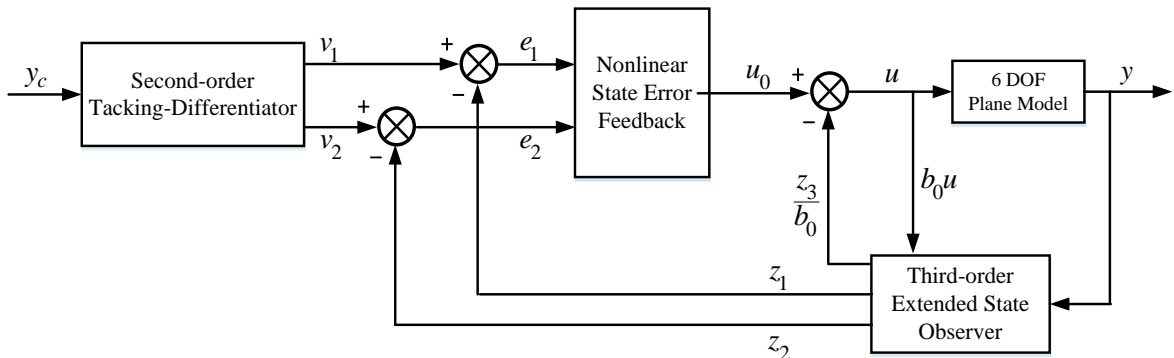 y_c
Second-order
Tacking-Differentiator
v_1
v_2
+
−
+
−
e_1
e_2
Nonlinear
State Error
Feedback
u_0
+
−
u
6 DOF
Plane Model
y
z_3
b_0
b_0u
z_1
z_2
Third-order
Extended State
Observer